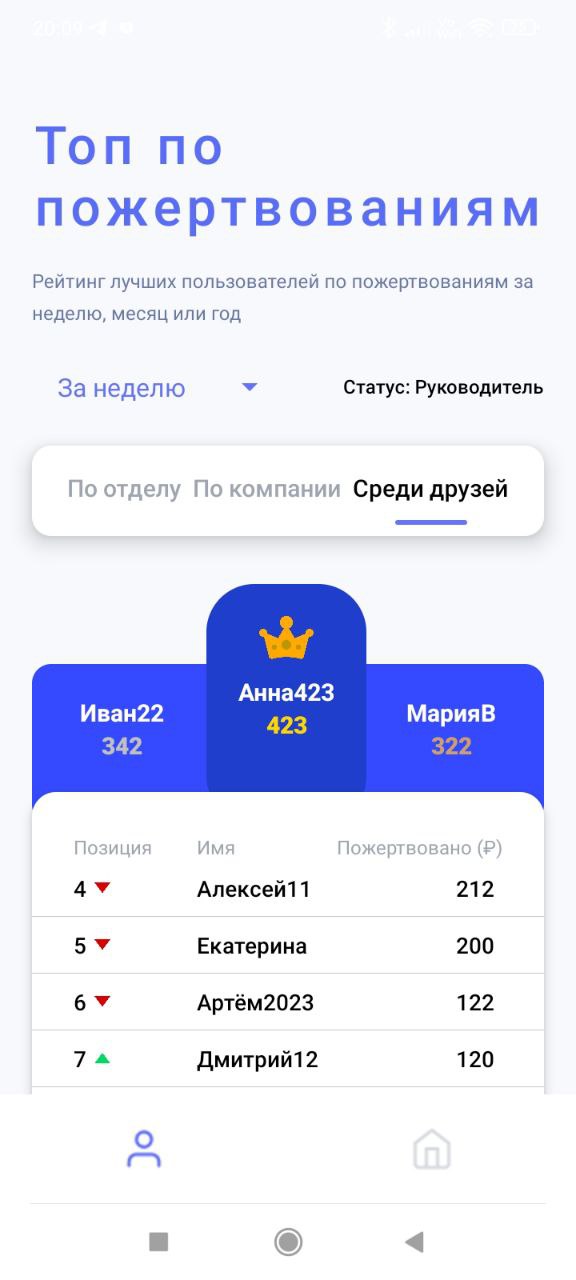 20:09
Топ по
пожертвованиям
Рейтинг лучших пользователей по пожертвованиям за
неделю, месяц или год
За неделю
Статус: Руководитель
По отделу По компании Среди друзей
Анна423
423
Иван22
342
МарияВ
322
Позиция Имя Пожертвовано (₽)
4 Алексей11 212
5 Екатерина 200
6 Артём2023 122
7 Дмитрий12 120